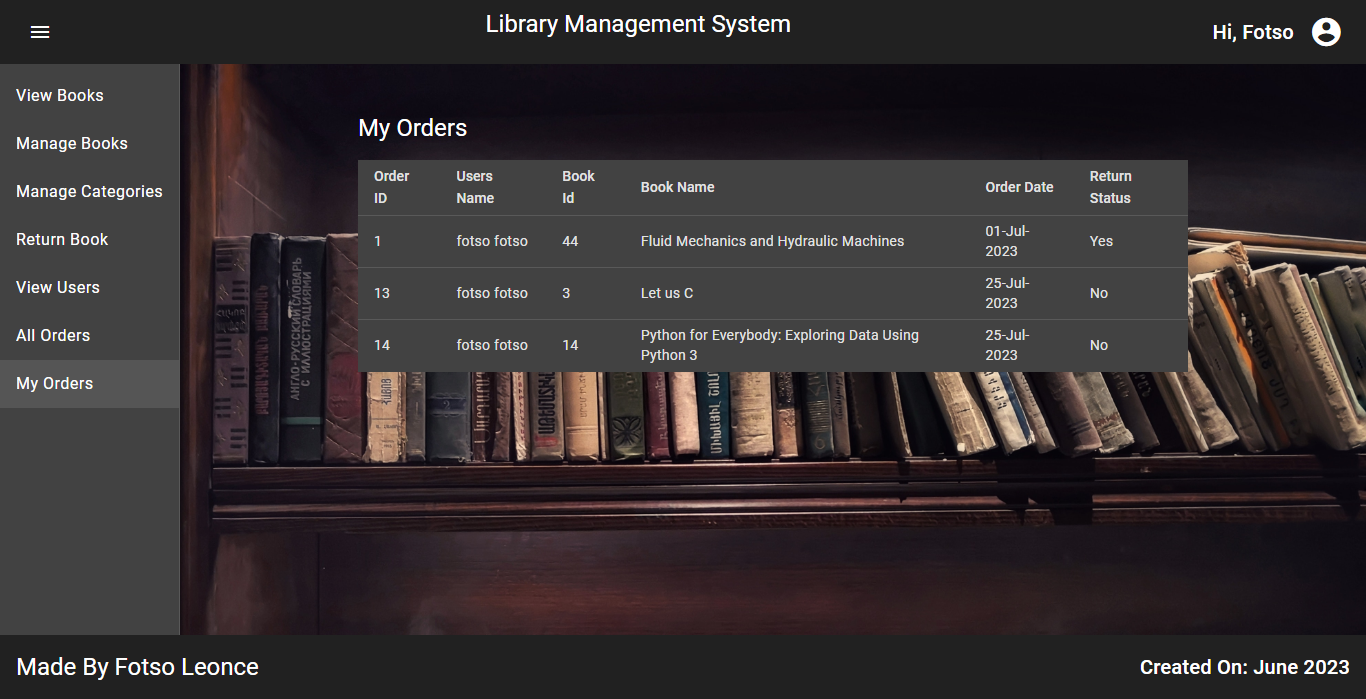 Library Management System
Hi, Fotso
View Books
Manage Books
Manage Categories
Return Book
View Users
All Orders
My Orders
My Orders
Order ID Users Name Book Id Book Name Order Date Return Status
1 fotso fotso 44 Fluid Mechanics and Hydraulic Machines 01-Jul-2023 Yes
13 fotso fotso 3 Let us C 25-Jul-2023 No
14 fotso fotso 14 Python for Everybody: Exploring Data Using Python 3 25-Jul-2023 No
АНГЛО-РУССКИЙ СЛОВАРЬ
С ИЛЛЮСТРАЦИЯМИ
Made By Fotso Leonce
Created On: June 2023